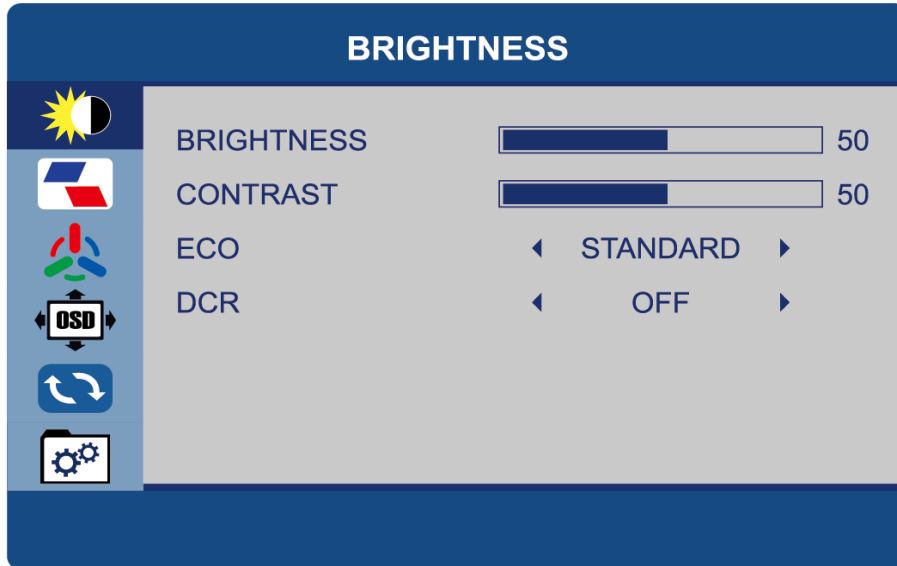 BRIGHTNESS
BRIGHTNESS 50
CONTRAST 50
ECO STANDARD
DCR OFF
OSD